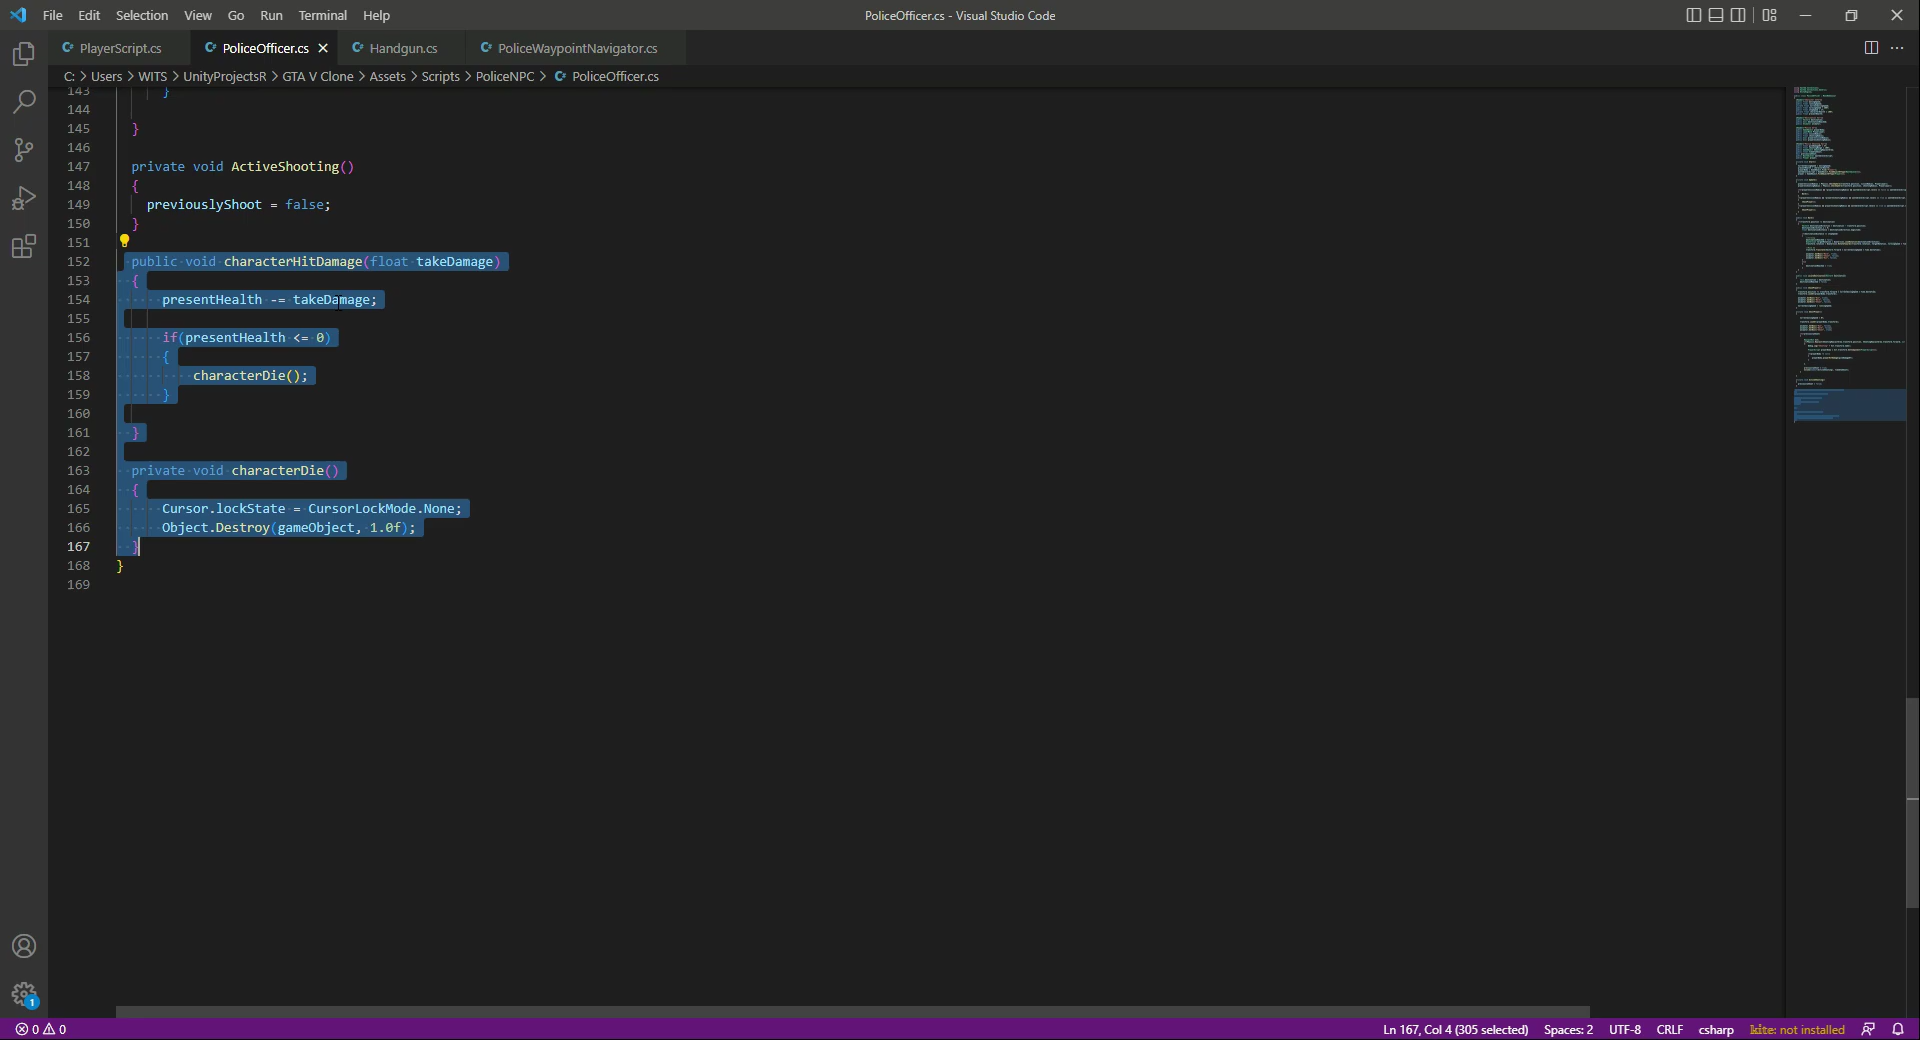 File Edit Selection View Go Run Terminal Help
PoliceOfficer.cs - Visual Studio Code
PlayerScript.cs
PoliceOfficer.cs
Handgun.cs
PoliceWaypointNavigator.cs
C: > Users > WITS > UnityProjectsR > GTA V Clone > Assets > Scripts > PoliceNPC > PoliceOfficer.cs
143 }
144
145 }
146
147 private void ActiveShooting()
148 {
149 previouslyShoot = false;
150 }
151
152 public void characterHitDamage(float takeDamage)
153 {
154 presentHealth -= takeDamage;
155
156 if(presentHealth <= 0)
157 {
158 characterDie();
159 }
160
161 }
162
163 private void characterDie()
164 {
165 Cursor.lockState = CursorLockMode.None;
166 Object.Destroy(gameObject, 1.0f);
167 }
168 }
169
1
0 0
Ln 167, Col 4 (305 selected) Spaces: 2 UTF-8 CRLF csharp kite: not installed